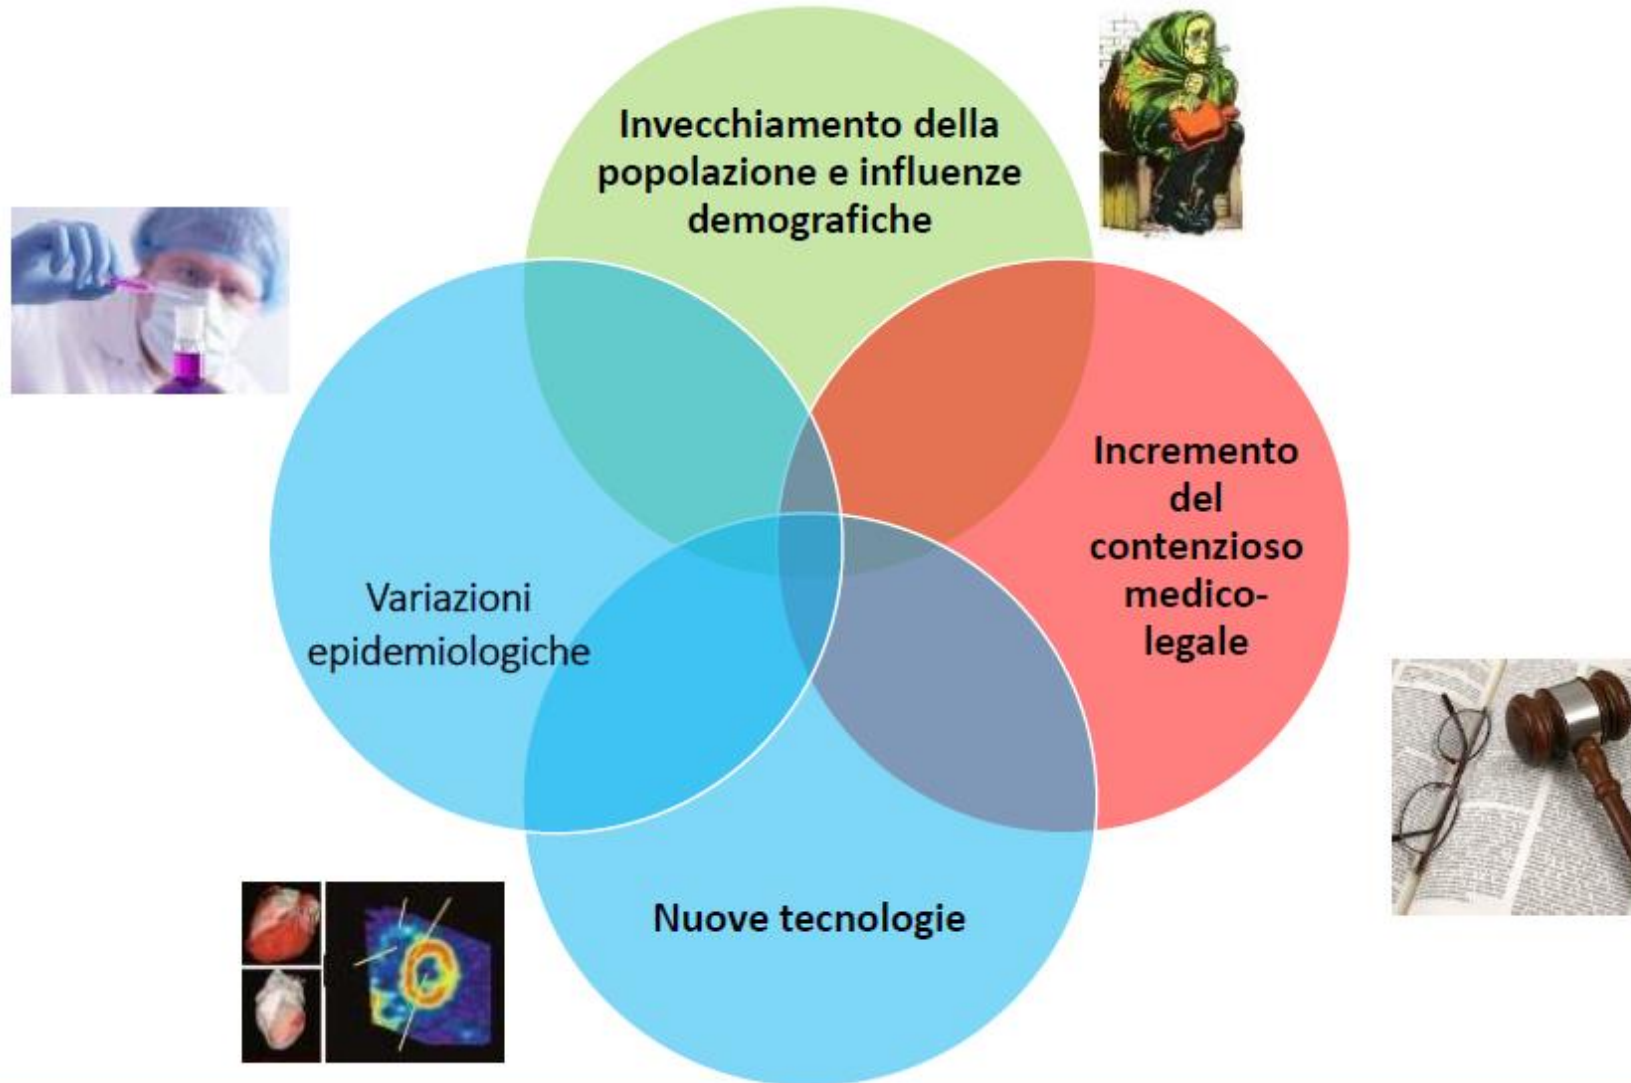 Invecchiamento della
popolazione e influenze
demografiche
Incremento
del
contenzioso
medico-
legale
Variazioni
epidemiologiche
Nuove tecnologie